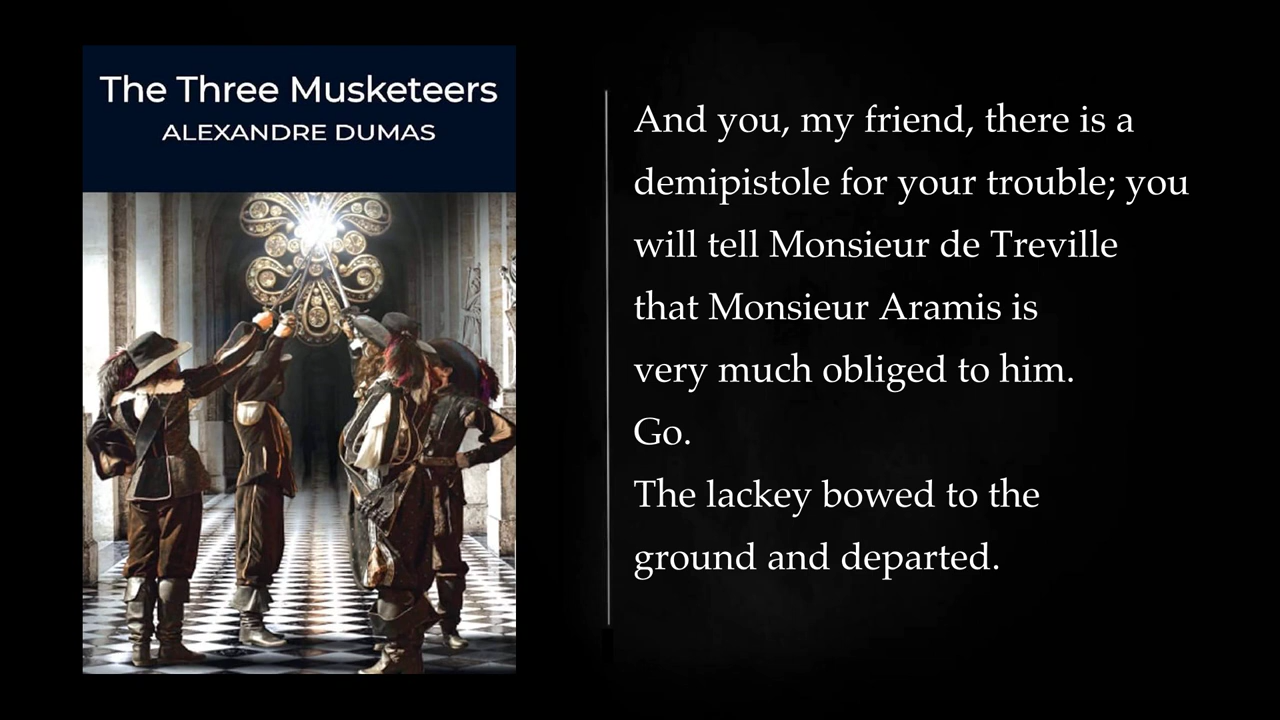 The Three Musketeers
ALEXANDRE DUMAS
And you, my friend, there is a
demipistole for your trouble; you
will tell Monsieur de Treville
that Monsieur Aramis is
very much obliged to him.
Go.
The lackey bowed to the
ground and departed.